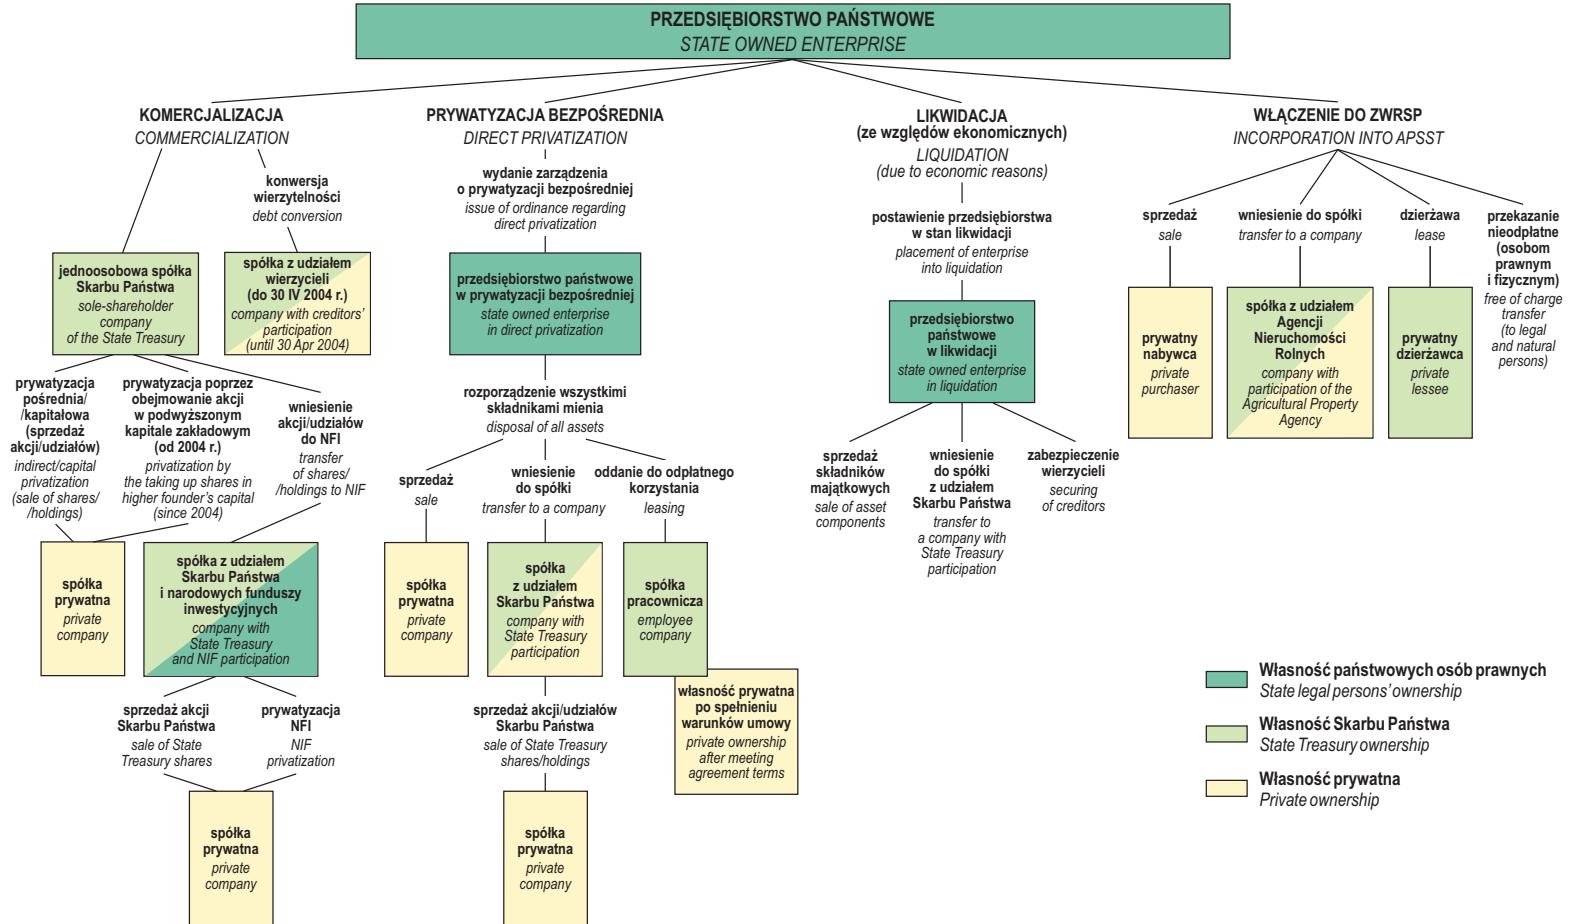 PRZEDSIĘBIORSTWO PAŃSTWOWE
STATE OWNED ENTERPRISE
KOMERCJALIZACJA
COMMERCIALIZATION
konwersja
wierzytelności
debt conversion
jednoosobowa spółka
Skarbu Państwa
sole-shareholder
company
of the State Treasury
spółka z udziałem
wierzycieli
(do 30 IV 2004 r.)
company with creditors'
participation
(until 30 Apr 2004)
prywatyzacja
pośrednia/
/kapitałowa
(sprzedaż
akcji/udziałów)
indirect/capital
privatization
(sale of shares/
/holdings)
prywatyzacja poprzez
obejmowanie akcji
w podwyższonym
kapitale zakładowym
(od 2004 r.)
privatization by
the taking up shares in
higher founder's capital
(since 2004)
wniesienie
akcji/udziałów
do NFI
transfer
of shares/
/holdings to NIF
spółka
prywatna
private
company
spółka z udziałem
Skarbu Państwa
i narodowych funduszy
inwestycyjnych
company with
State Treasury
and NIF participation
sprzedaż akcji
Skarbu Państwa
sale of State
Treasury shares
prywatyzacja
NFI
NIF
privatization
spółka
prywatna
private
company
PRYWATYZACJA BEZPOŚREDNIA
DIRECT PRIVATIZATION
wydanie zarządzenia
o prywatyzacji bezpośredniej
issue of ordinance regarding
direct privatization
przedsiębiorstwo państwowe
w prywatyzacji bezpośredniej
state owned enterprise
in direct privatization
rozporządzenie wszystkimi
składnikami mienia
disposal of all assets
sprzedaż
sale
wniesienie
do spółki
transfer to a company
oddanie do odpłatnego
korzystania
leasing
spółka
prywatna
private
company
spółka
z udziałem
Skarbu Państwa
company with
State Treasury
participation
spółka
pracownicza
employee
company
własność prywatna
po spełnieniu
warunków umowy
private ownership
after meeting
agreement terms
sprzedaż akcji/udziałów
Skarbu Państwa
sale of State Treasury
shares/holdings
spółka
prywatna
private
company
LIKWIDACJA
(ze względów ekonomicznych)
LIQUIDATION
(due to economic reasons)
postawienie przedsiębiorstwa
w stan likwidacji
placement of enterprise
into liquidation
przedsiębiorstwo
państwowe
w likwidacji
state owned enterprise
in liquidation
sprzedaż
składników
majątkowych
sale of asset
components
wniesienie
do spółki
z udziałem
Skarbu Państwa
transfer to
a company with
State Treasury
participation
zabezpieczenie
wierzycieli
securing
of creditors
WŁĄCZENIE DO ZWRSP
INCORPORATION INTO APSST
sprzedaż
sale
wniesienie do spółki
transfer to a company
dzierżawa
lease
przekazanie
nieodpłatne
(osobom
prawnym
i fizycznym)
free of charge
transfer
(to legal
and natural
persons)
prywatny
nabywca
private
purchaser
spółka z udziałem
Agencji
Nieruchomości
Rolnych
company with
participation of the
Agricultural Property
Agency
prywatny
dzierżawca
private
lessee
Własność państwowych osób prawnych
State legal persons' ownership
Własność Skarbu Państwa
State Treasury ownership
Własność prywatna
Private ownership